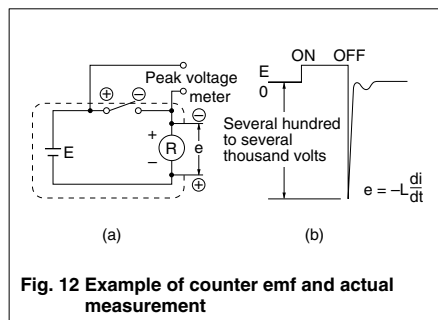 ⊕ ⊖
Peak voltage
meter
⊖
+
E
R
e
−
⊕
(a)
ON OFF
E
0
Several hundred
to several
thousand volts
e = –L di/dt
(b)
Fig. 12 Example of counter emf and actual
measurement